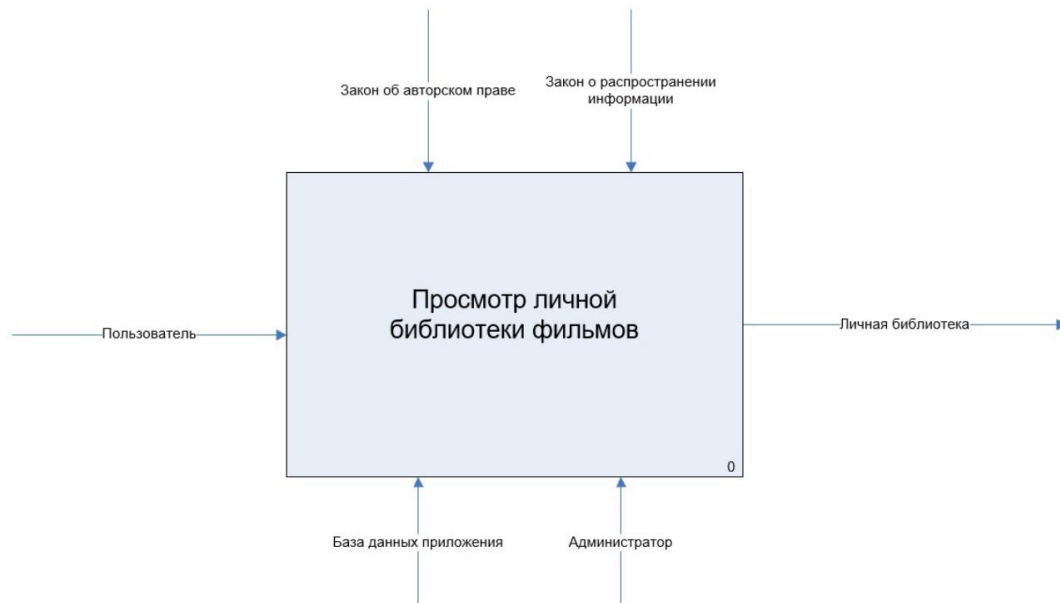 Закон об авторском праве
Закон о распространении
информации
Просмотр личной
библиотеки фильмов
Пользователь
Личная библиотека
0
База данных приложения
Администратор